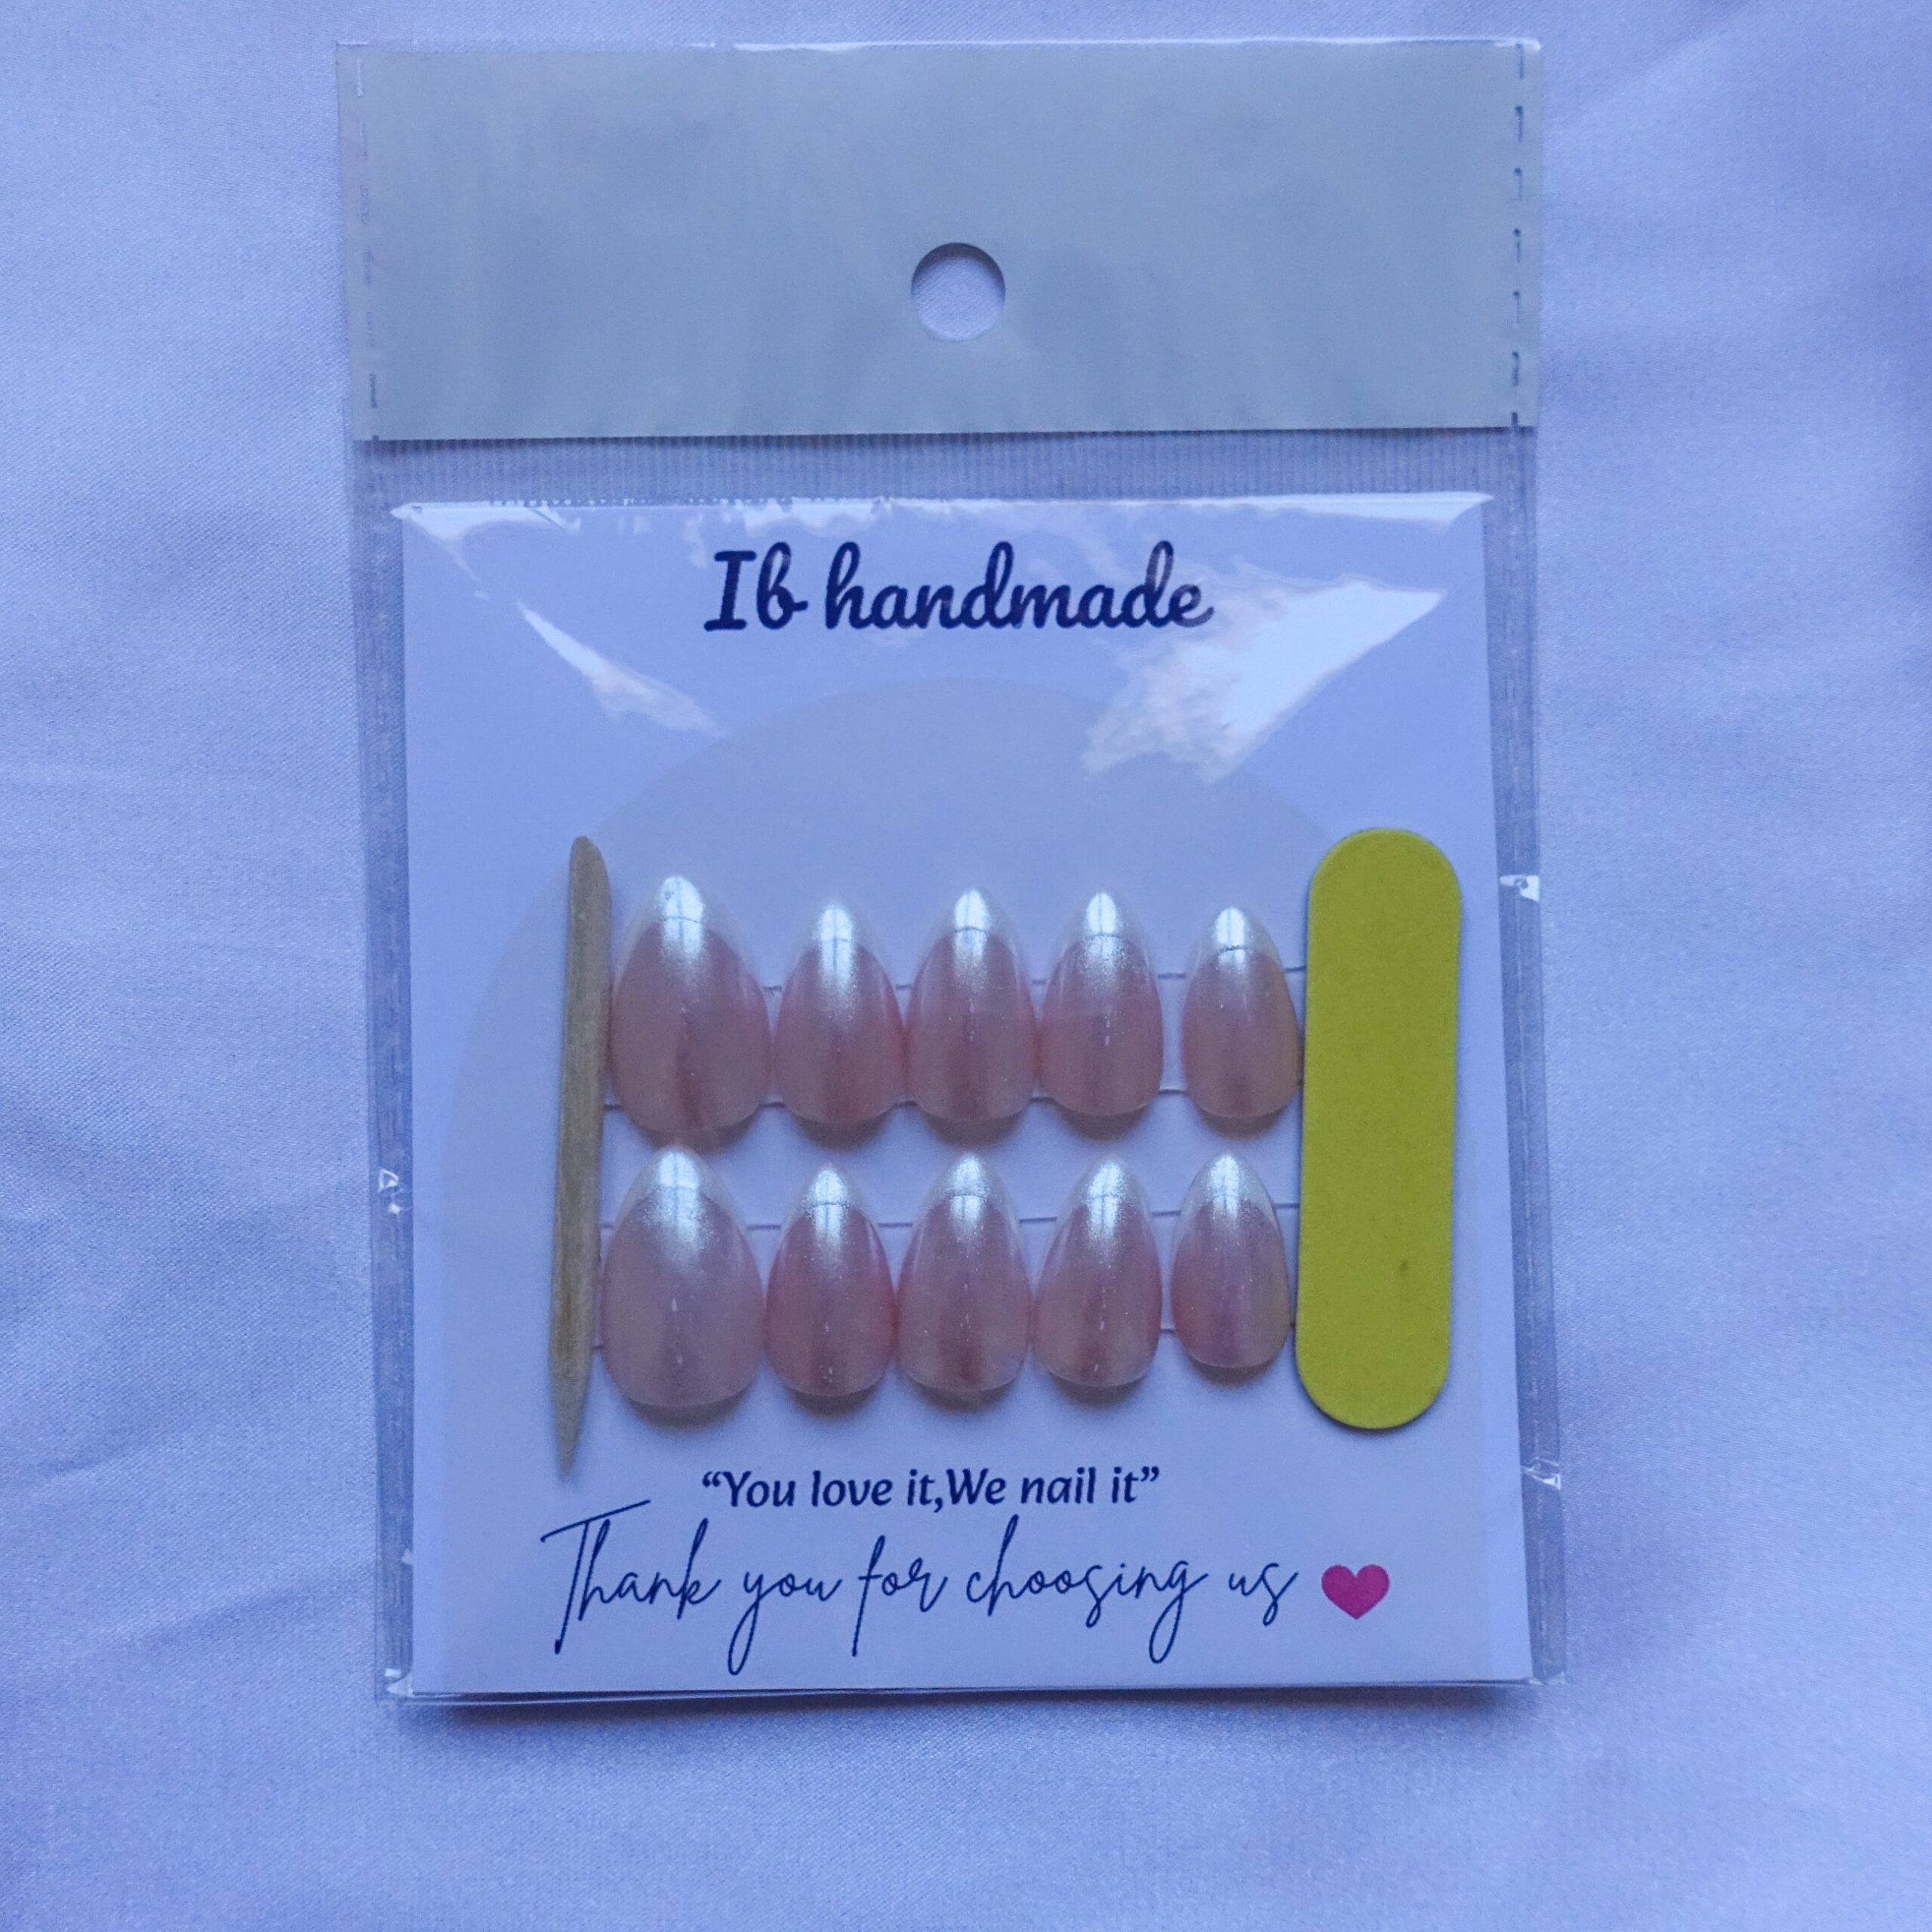 Ib handmade
“You love it,We nail it”
Thank you for choosing us